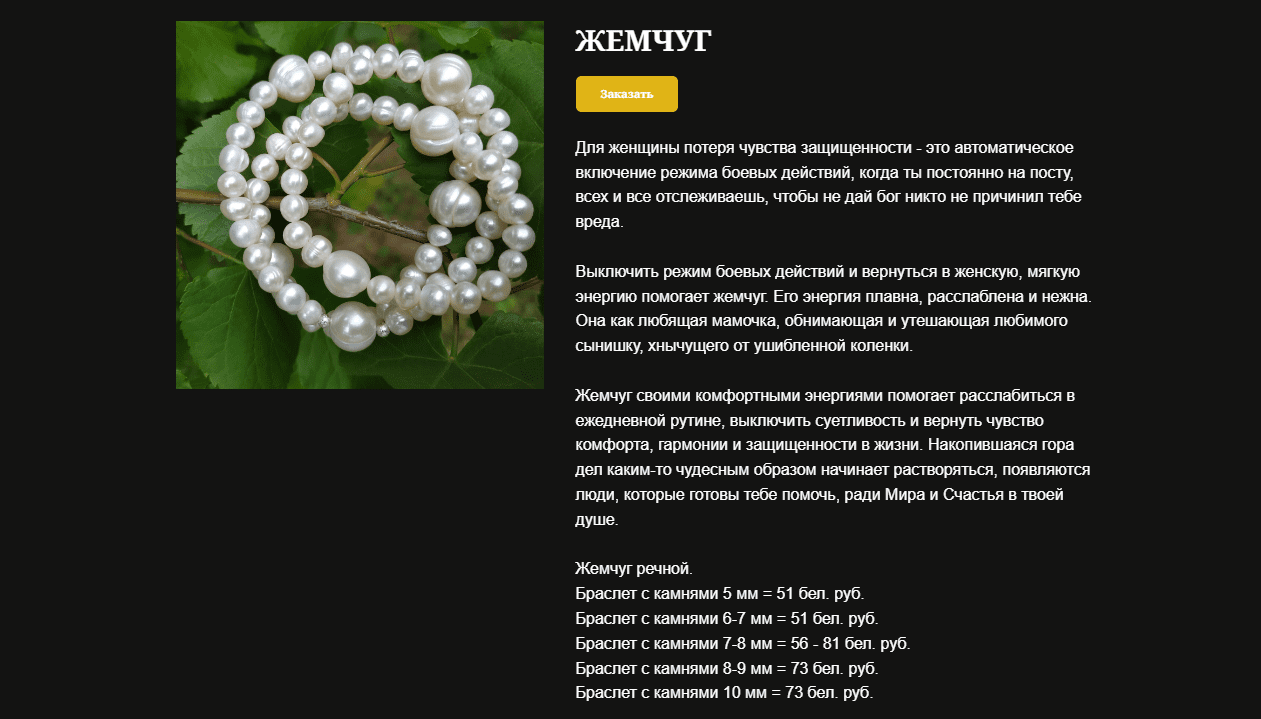 ЖЕМЧУГ
Заказать
Для женщины потеря чувства защищенности - это автоматическое
включение режима боевых действий, когда ты постоянно на посту,
всех и все отслеживаешь, чтобы не дай бог никто не причинил тебе
вреда.
Выключить режим боевых действий и вернуться в женскую, мягкую
энергию помогает жемчуг. Его энергия плавна, расслаблена и нежна.
Она как любящая мамочка, обнимающая и утешающая любимого
сынишку, хнычущего от ушибленной коленки.
Жемчуг своими комфортными энергиями помогает расслабиться в
ежедневной рутине, выключить суетливость и вернуть чувство
комфорта, гармонии и защищенности в жизни. Накопившаяся гора
дел каким-то чудесным образом начинает растворяться, появляются
люди, которые готовы тебе помочь, ради Мира и Счастья в твоей
душе.
Жемчуг речной.
Браслет с камнями 5 мм = 51 бел. руб.
Браслет с камнями 6-7 мм = 51 бел. руб.
Браслет с камнями 7-8 мм = 56 - 81 бел. руб.
Браслет с камнями 8-9 мм = 73 бел. руб.
Браслет с камнями 10 мм = 73 бел. руб.